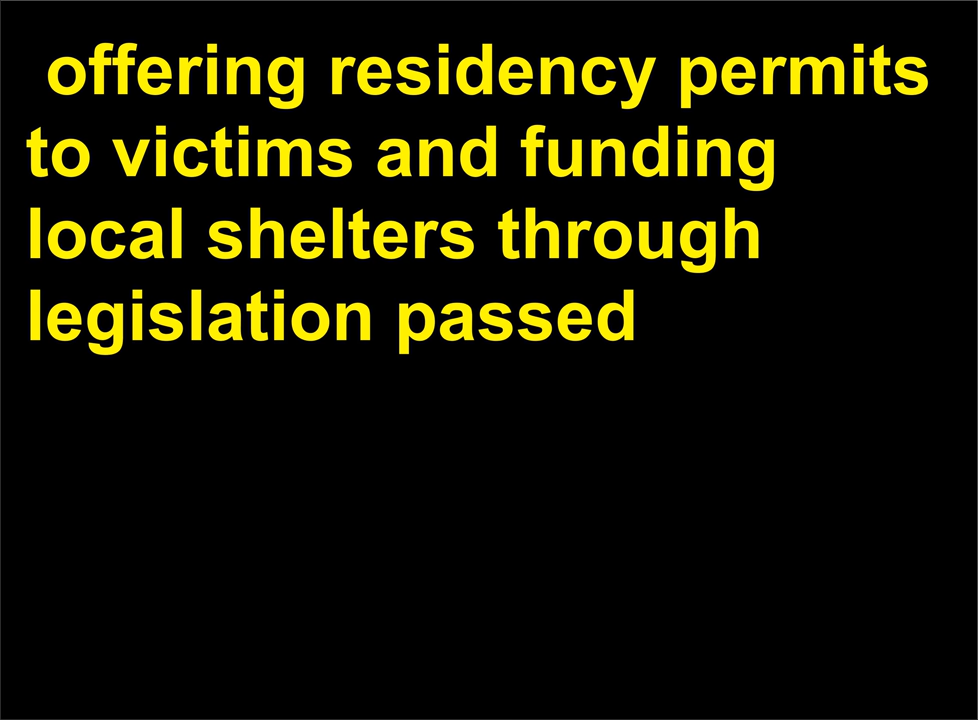 offering residency permits
to victims and funding
local shelters through
legislation passed